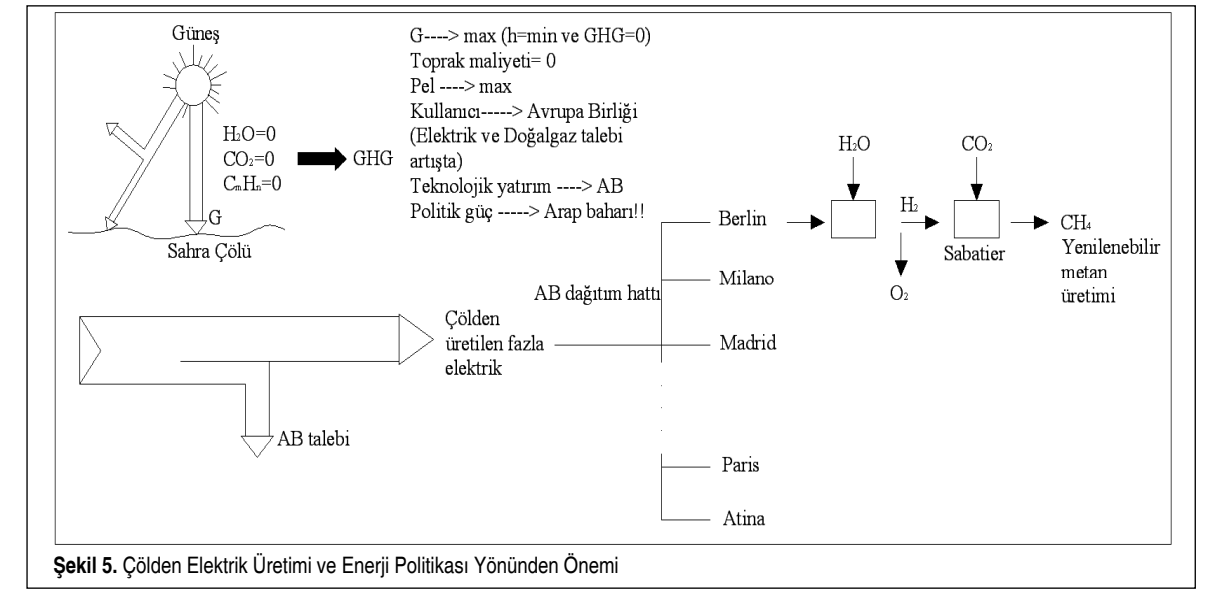 Güneş
H₂O=0
CO₂=0
CₘHₙ=0
GHG
G
Sahra Çölü
G----> max (h=min ve GHG=0)
Toprak maliyeti= 0
Pel ----> max
Kullanıcı-----> Avrupa Birliği
(Elektrik ve Doğalgaz talebi
artışta)
Teknolojik yatırım ----> AB
Politik güç -----> Arap baharı!!
Çölden
üretilen fazla
elektrik
AB talebi
AB dağıtım hattı
Berlin
Milano
Madrid
Paris
Atina
H₂O
H₂
O₂
CO₂
Sabatier
CH₄
Yenilenebilir
metan
üretimi
Şekil 5. Çölden Elektrik Üretimi ve Enerji Politikası Yönünden Önemi